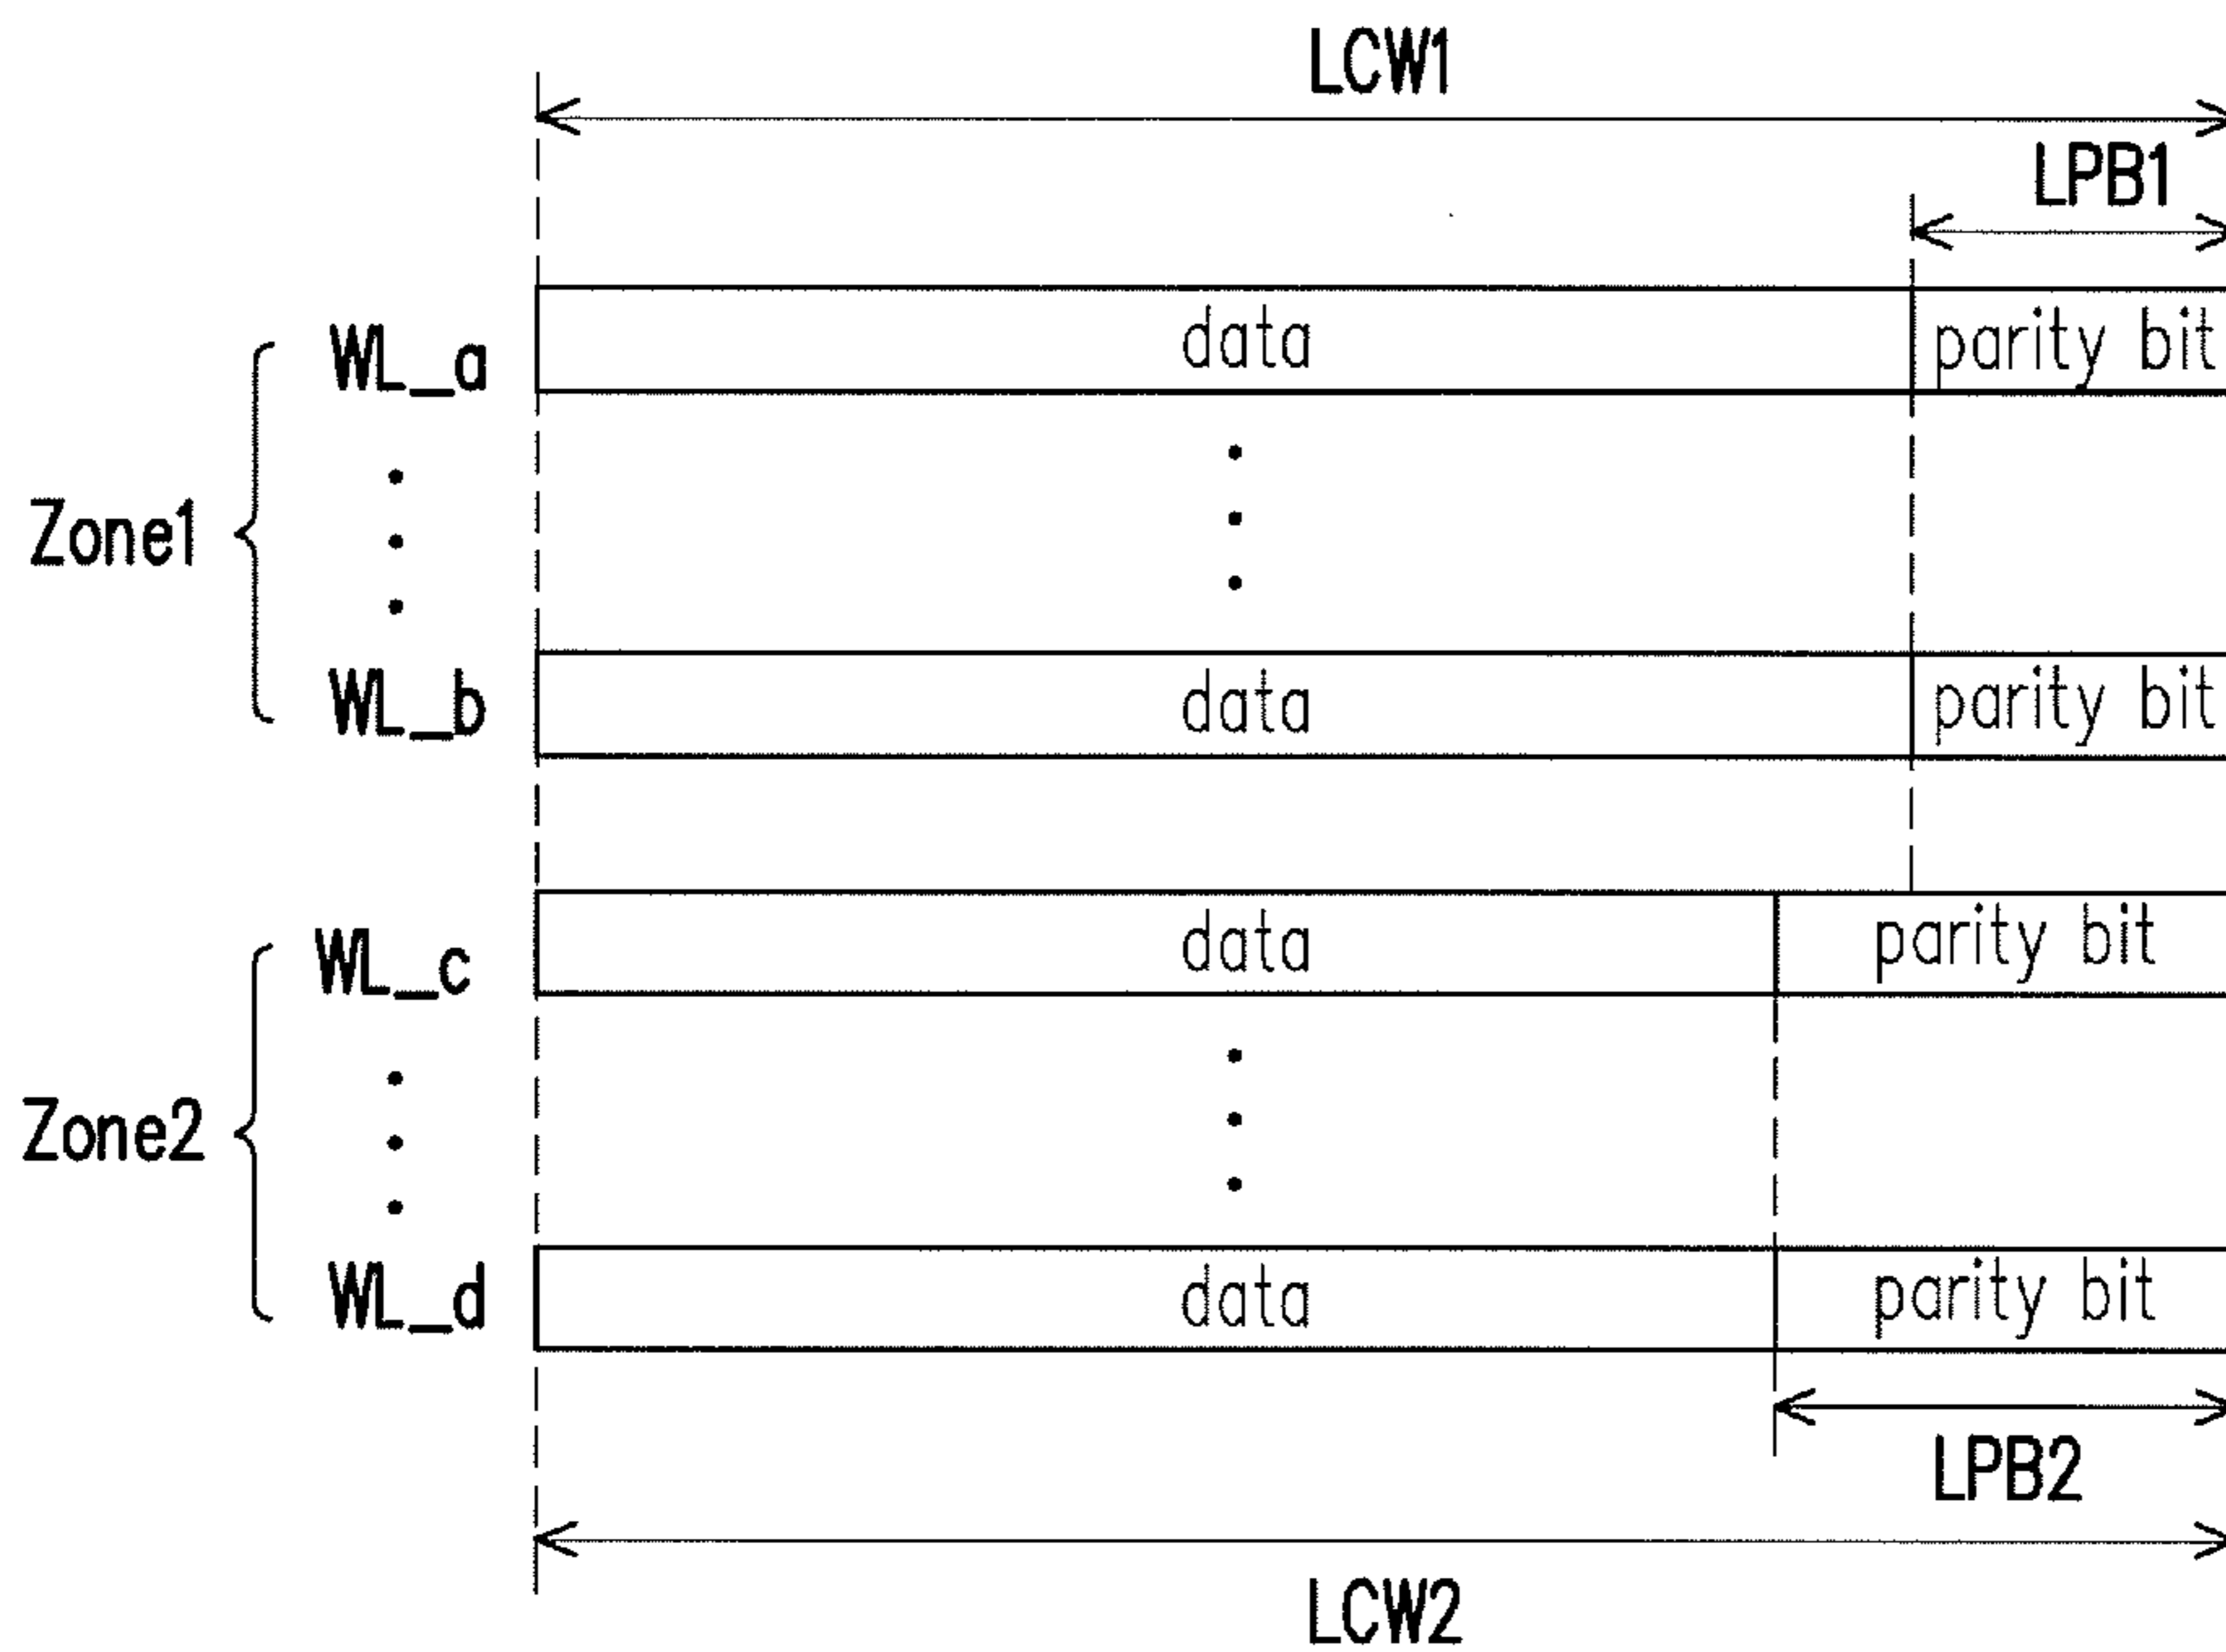 LCW1
LPB1
WL_a data parity bit
Zone1
WL_b data parity bit
WL_c data parity bit
Zone2
WL_d data parity bit
LPB2
LCW2